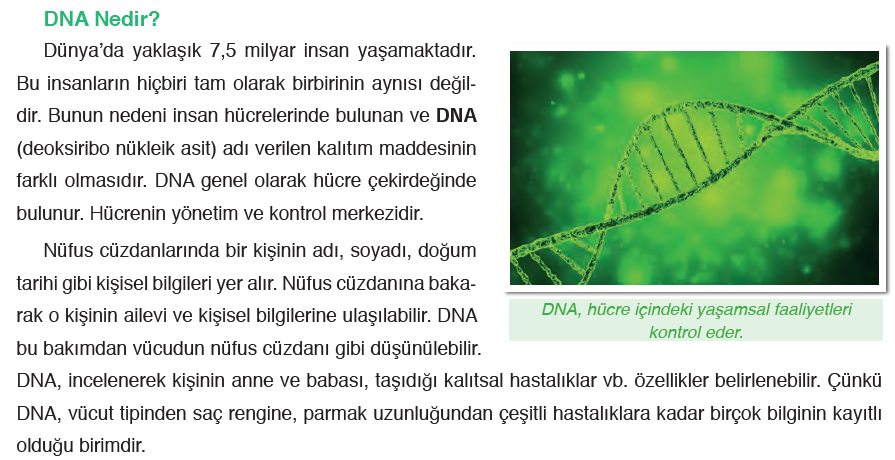 DNA Nedir?
Dünya’da yaklaşık 7,5 milyar insan yaşamaktadır.
Bu insanların hiçbiri tam olarak birbirinin aynısı değil-
dir. Bunun nedeni insan hücrelerinde bulunan ve DNA
(deoksiribo nükleik asit) adı verilen kalıtım maddesinin
farklı olmasıdır. DNA genel olarak hücre çekirdeğinde
bulunur. Hücrenin yönetim ve kontrol merkezidir.
Nüfus cüzdanlarında bir kişinin adı, soyadı, doğum
tarihi gibi kişisel bilgileri yer alır. Nüfus cüzdanına baka-
rak o kişinin ailevi ve kişisel bilgilerine ulaşılabilir. DNA
bu bakımdan vücudun nüfus cüzdanı gibi düşünülebilir.
DNA, incelenerek kişinin anne ve babası, taşıdığı kalıtsal hastalıklar vb. özellikler belirlenebilir. Çünkü
DNA, vücut tipinden saç rengine, parmak uzunluğundan çeşitli hastalıklara kadar birçok bilginin kayıtlı
olduğu birimdir.
DNA, hücre içindeki yaşamsal faaliyetleri
kontrol eder.